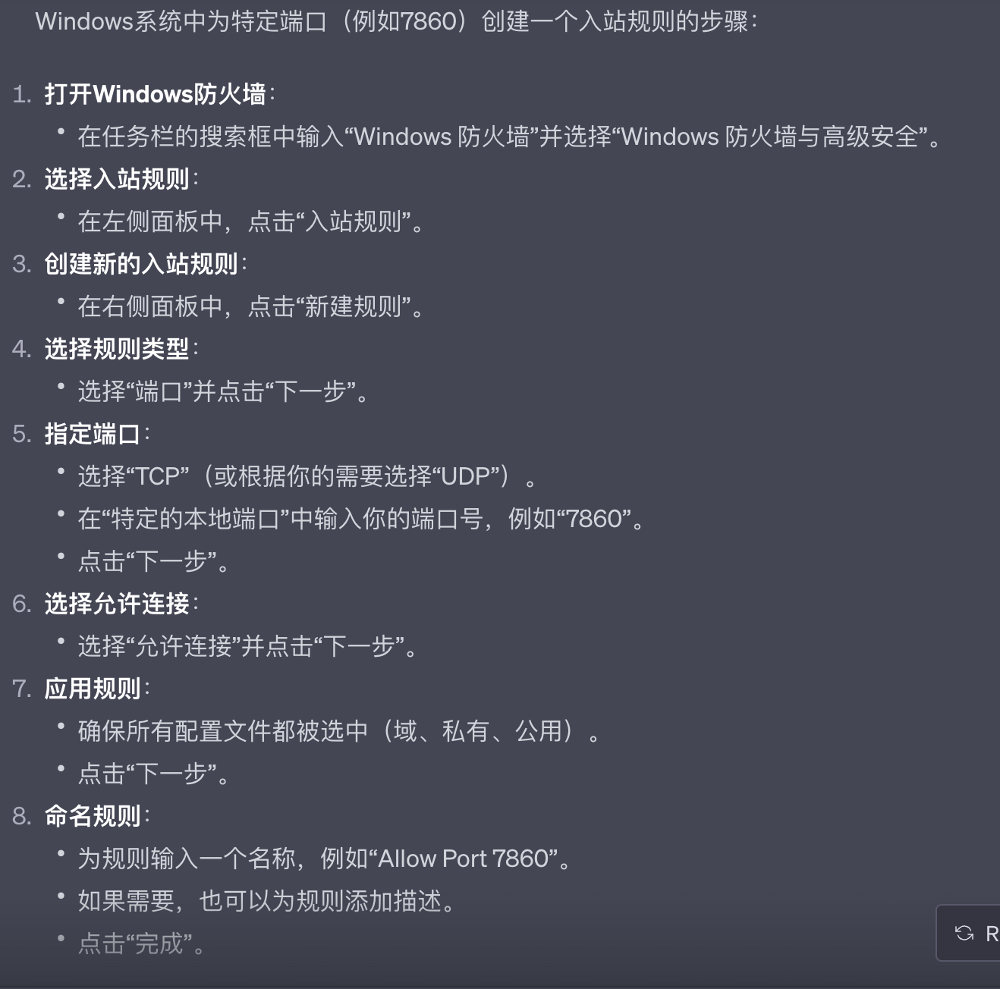 Windows系统中为特定端口（例如7860）创建一个入站规则的步骤：
1. 打开Windows防火墙：
• 在任务栏的搜索框中输入“Windows 防火墙”并选择“Windows 防火墙与高级安全”。
2. 选择入站规则：
• 在左侧面板中，点击“入站规则”。
3. 创建新的入站规则：
• 在右侧面板中，点击“新建规则”。
4. 选择规则类型：
• 选择“端口”并点击“下一步”。
5. 指定端口：
• 选择“TCP”（或根据你的需要选择“UDP”）。
• 在“特定的本地端口”中输入你的端口号，例如“7860”。
• 点击“下一步”。
6. 选择允许连接：
• 选择“允许连接”并点击“下一步”。
7. 应用规则：
• 确保所有配置文件都被选中（域、私有、公用）。
• 点击“下一步”。
8. 命名规则：
• 为规则输入一个名称，例如“Allow Port 7860”。
• 如果需要，也可以为规则添加描述。
• 点击“完成”。
R